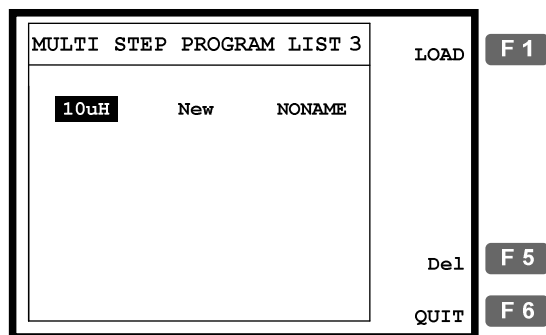 MULTI STEP PROGRAM LIST 3
LOAD F 1
10uH New NONAME
Del F 5
QUIT F 6